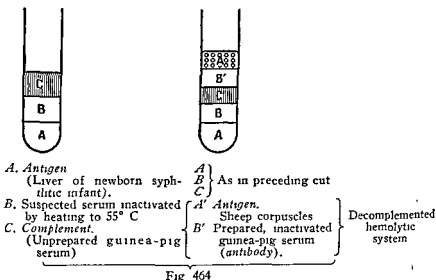 C
B
A
A
B'
C
B
A
A. Antigen
(Liver of newborn syph-
ilitic infant).
B. Suspected serum inactivated
by heating to 55° C
C. Complement.
(Unprepared guinea-pig
serum)
A
B
C
As in preceding cut
A' Antigen.
Sheep corpuscles
B' Prepared, inactivated
guinea-pig serum
(antibody).
Decomplemented
hemolytic
system
Fig 464